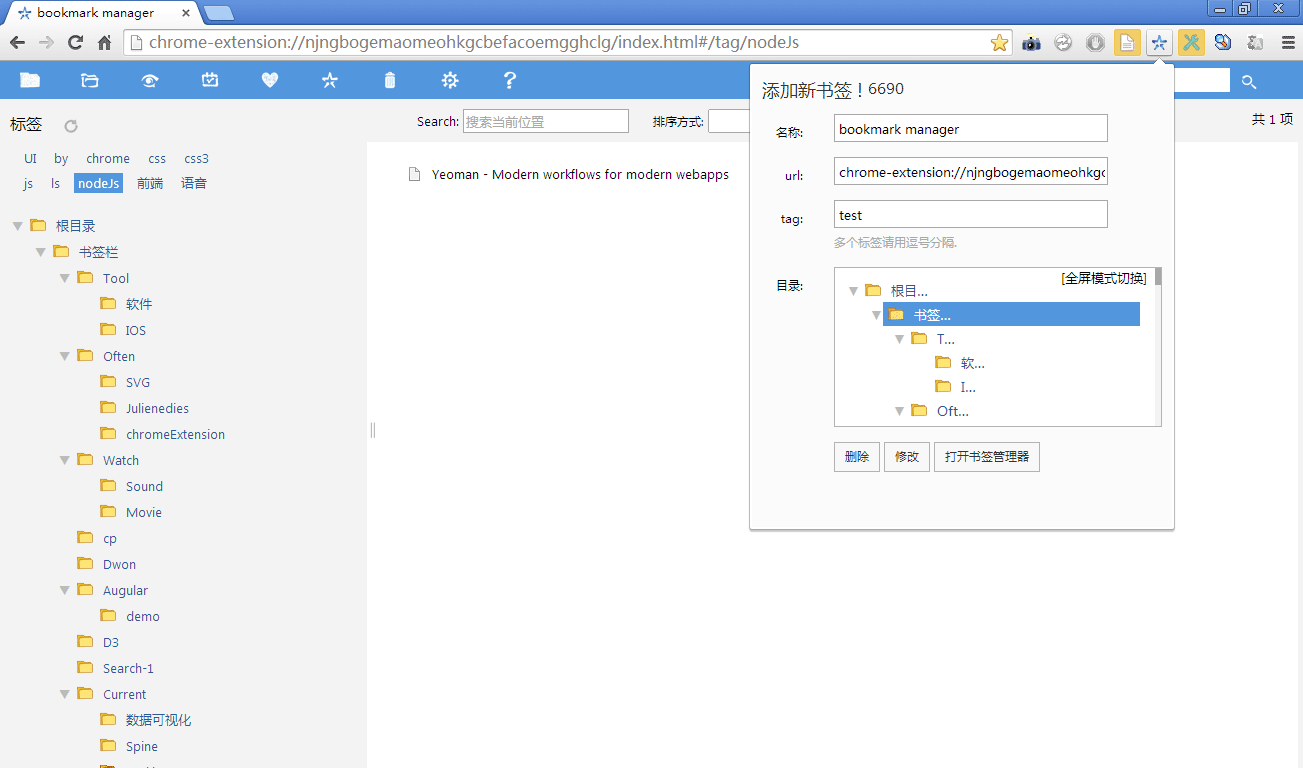 bookmark manager
chrome-extension://njngbogemaomeohkgcbefacoemgghclg/index.html#/tag/nodeJs
?
标签
UI by chrome css css3
js ls nodeJs 前端 语音
根目录
书签栏
Tool
软件
IOS
Often
SVG
Julienedies
chromeExtension
Watch
Sound
Movie
cp
Dwon
Augular
demo
D3
Search-1
Current
数据可视化
Spine
Search: 搜索当前位置 排序方式: 共 1 项
Yeoman - Modern workflows for modern webapps
添加新书签！6690
名称: bookmark manager
url: chrome-extension://njngbogemaomeohkgc
tag: test
多个标签请用逗号分隔.
目录: [全屏模式切换]
根目...
书签...
T...
软...
I...
Oft...
删除 修改 打开书签管理器